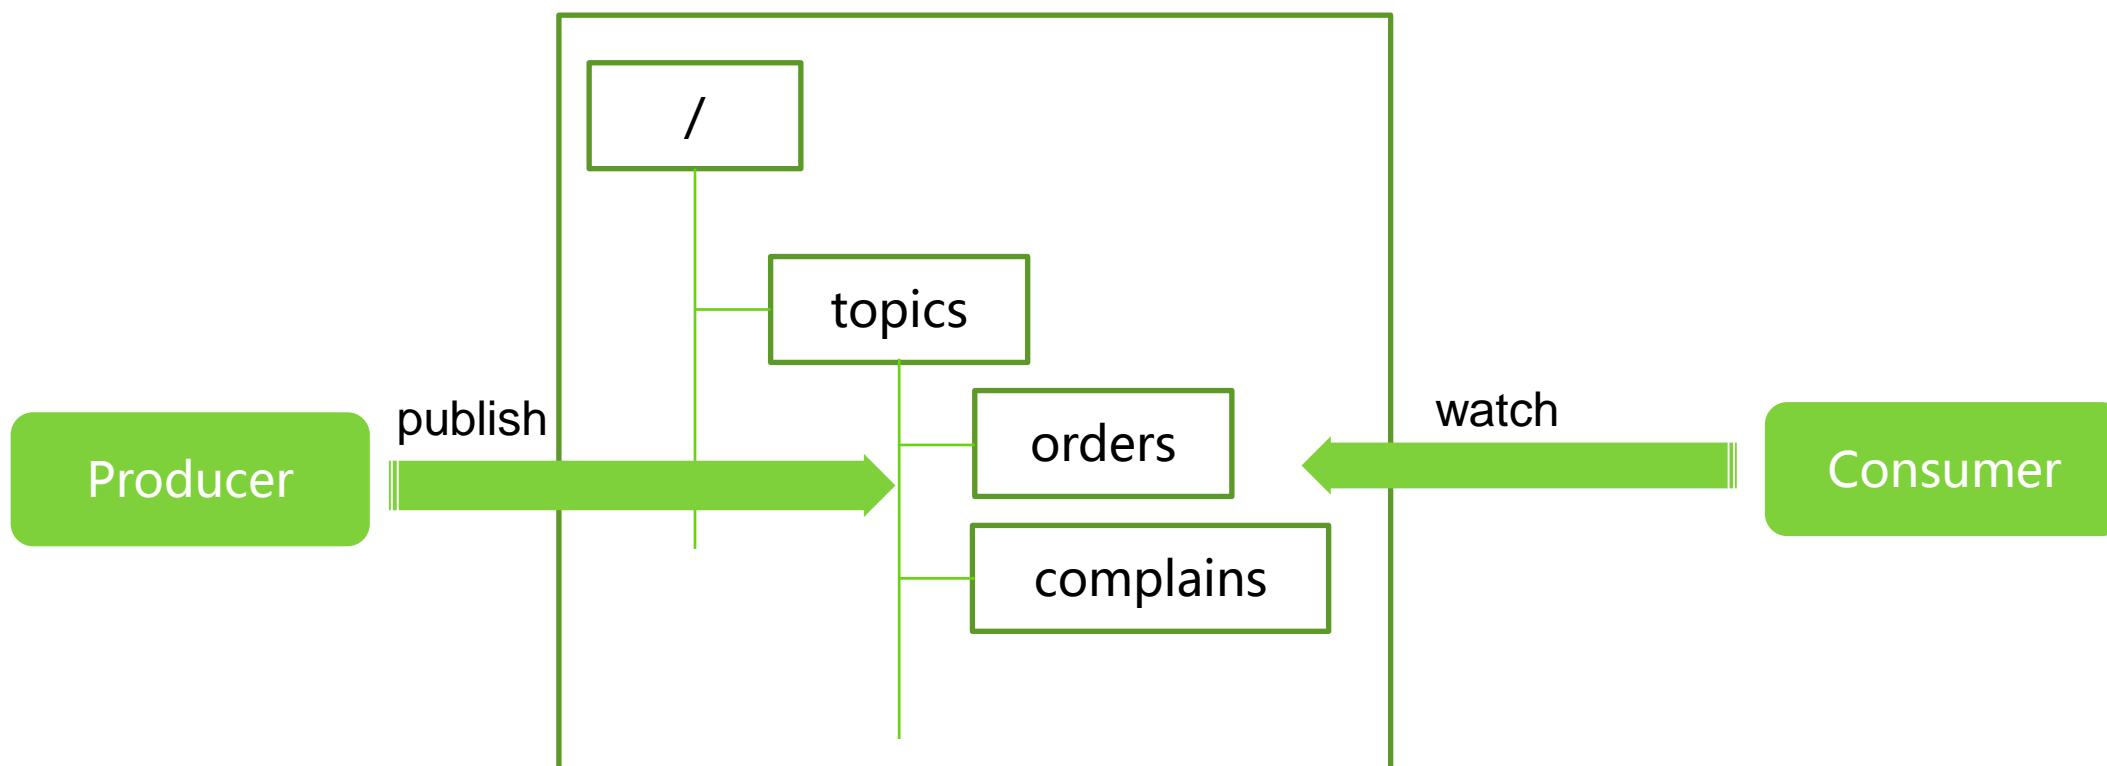 /
topics
publish
watch
orders
Producer
Consumer
complains